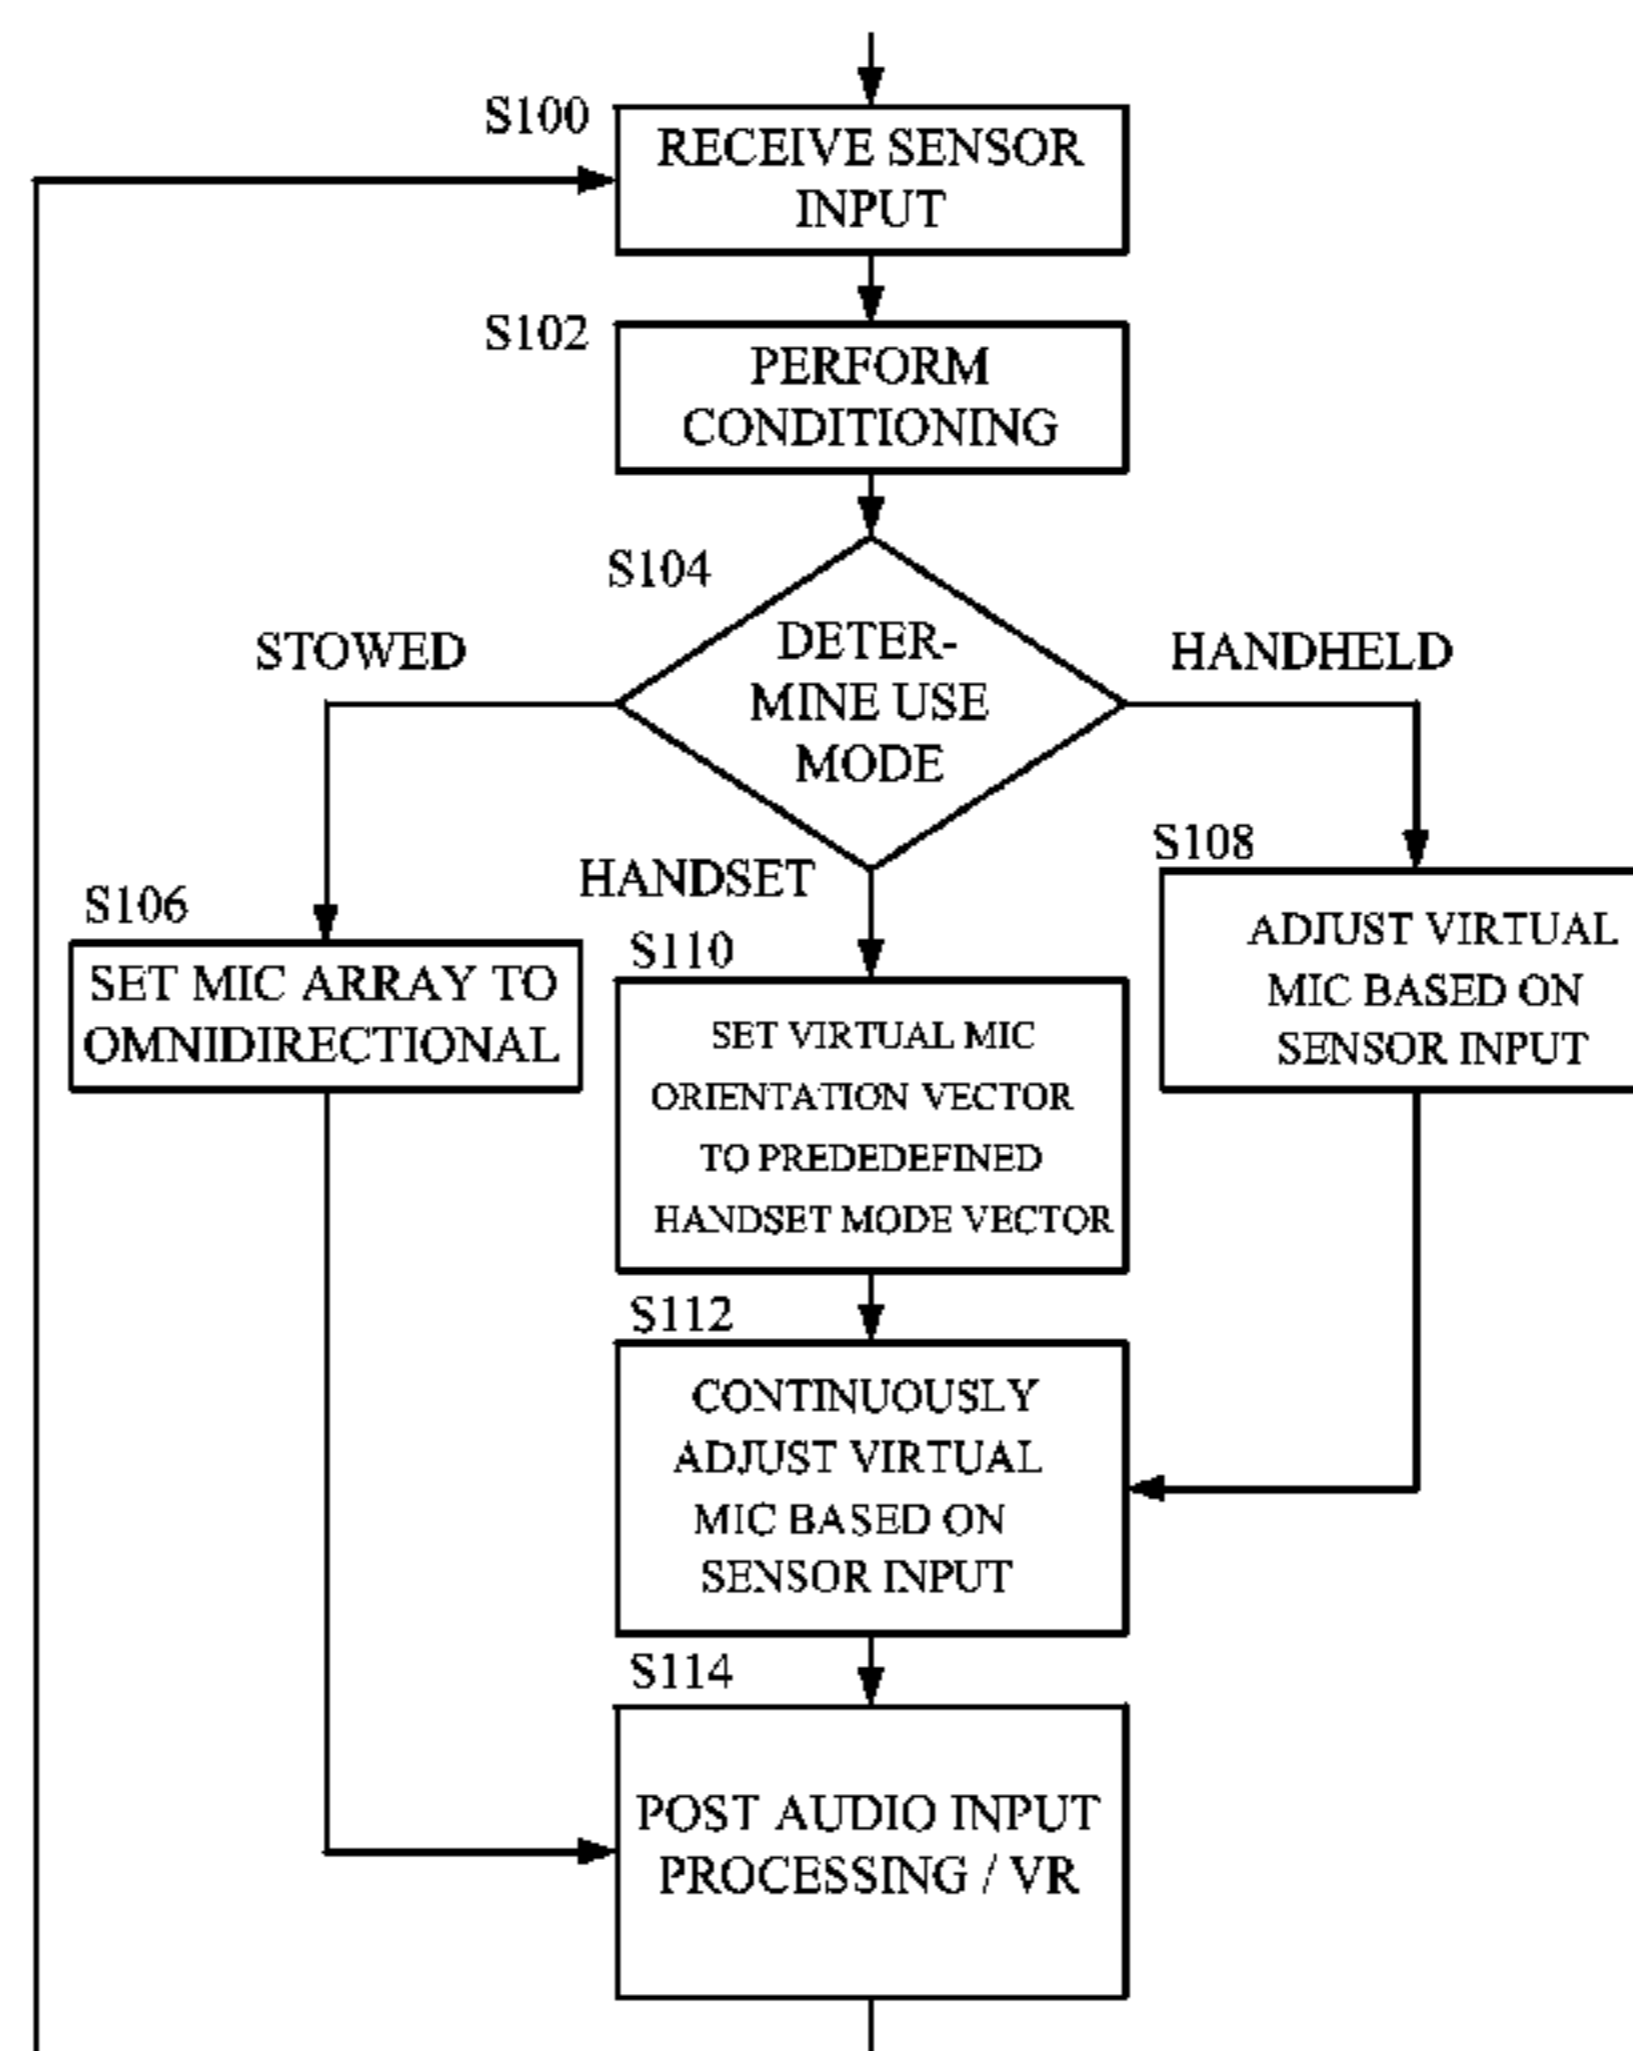 S100
RECEIVE SENSOR
INPUT
S102
PERFORM
CONDITIONING
S104
DETER-
MINE USE
MODE
STOWED
HANDHELD
HANDSET
S106
SET MIC ARRAY TO
OMNIDIRECTIONAL
S110
SET VIRTUAL MIC
ORIENTATION VECTOR
TO PREDEDEFINED
HANDSET MODE VECTOR
S108
ADJUST VIRTUAL
MIC BASED ON
SENSOR INPUT
S112
CONTINUOUSLY
ADJUST VIRTUAL
MIC BASED ON
SENSOR INPUT
S114
POST AUDIO INPUT
PROCESSING / VR